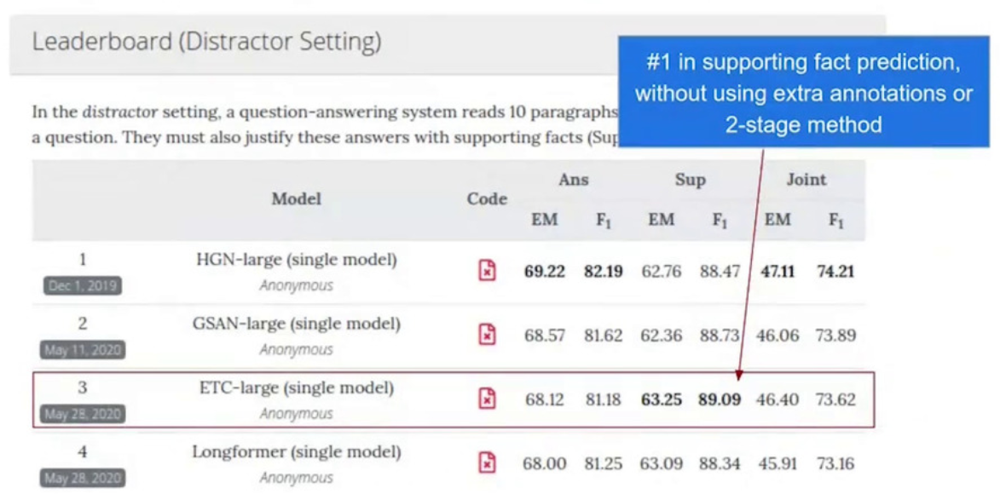 Leaderboard (Distractor Setting)
#1 in supporting fact prediction,
without using extra annotations or
2-stage method
In the distractor setting, a question-answering system reads 10 paragraphs
a question. They must also justify these answers with supporting facts (Sup
Model Code Ans Sup Joint
EM F₁ EM F₁ EM F₁
1 HGN-large (single model) 69.22 82.19 62.76 88.47 47.11 74.21
Dec 1, 2019 Anonymous
2 GSAN-large (single model) 68.57 81.62 62.36 88.73 46.06 73.89
May 11, 2020 Anonymous
3 ETC-large (single model) 68.12 81.18 63.25 89.09 46.40 73.62
May 28, 2020 Anonymous
4 Longformer (single model) 68.00 81.25 63.09 88.34 45.91 73.16
May 28, 2020 Anonymous